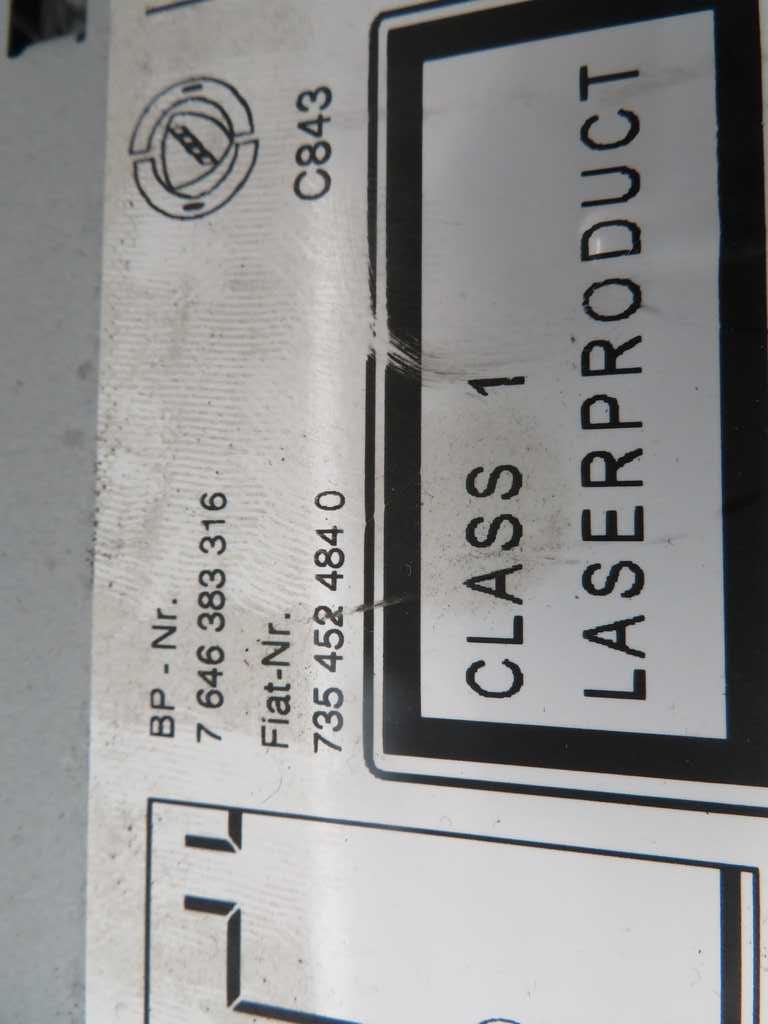 BP - Nr.
7 646 383 316
Fiat-Nr.
735 452 484 0
C843
CLASS 1
LASERPRODUCT